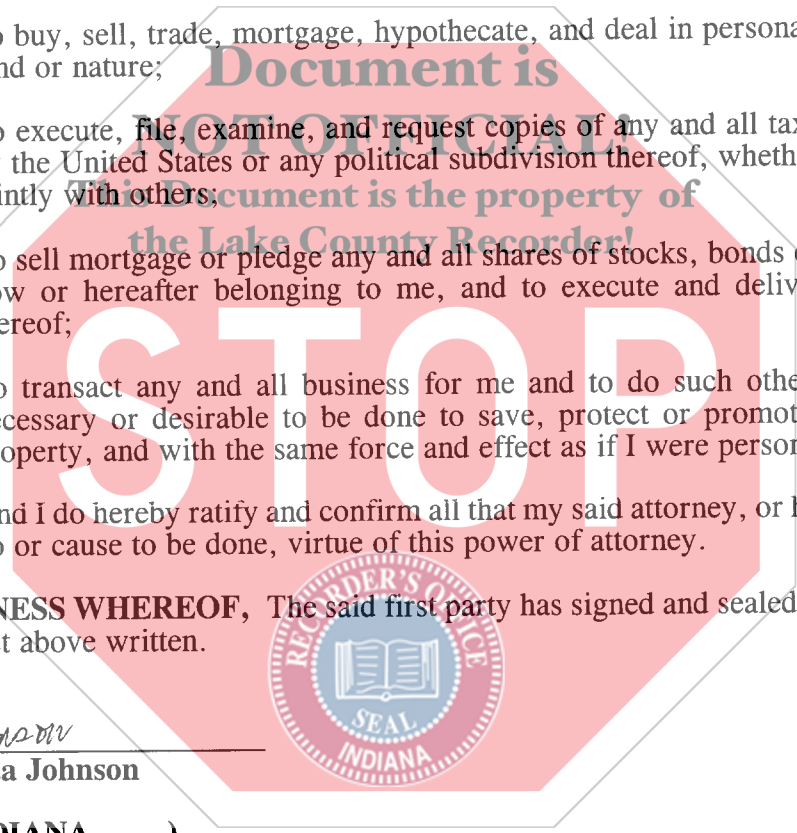 o buy, sell, trade, mortgage, hypothecate, and deal in persona
nd or nature;
Document is
o execute, file, examine, and request copies of any and all tax
NOT OFFICIAL!
the United States or any political subdivision thereof, wheth
intly with others;
This Document is the property of
the Lake County Recorder!
o sell mortgage or pledge any and all shares of stocks, bonds
ow or hereafter belonging to me, and to execute and deliv
ereof;
STOP
o transact any and all business for me and to do such othe
ecessary or desirable to be done to save, protect or promot
operty, and with the same force and effect as if I were person
nd I do hereby ratify and confirm all that my said attorney, or h
o or cause to be done, virtue of this power of attorney.
NESS WHEREOF, The said first party has signed and sealed
t above written.
RECORDER'S OFFICE
SEAL
INDIANA
nson
a Johnson
DIANA )